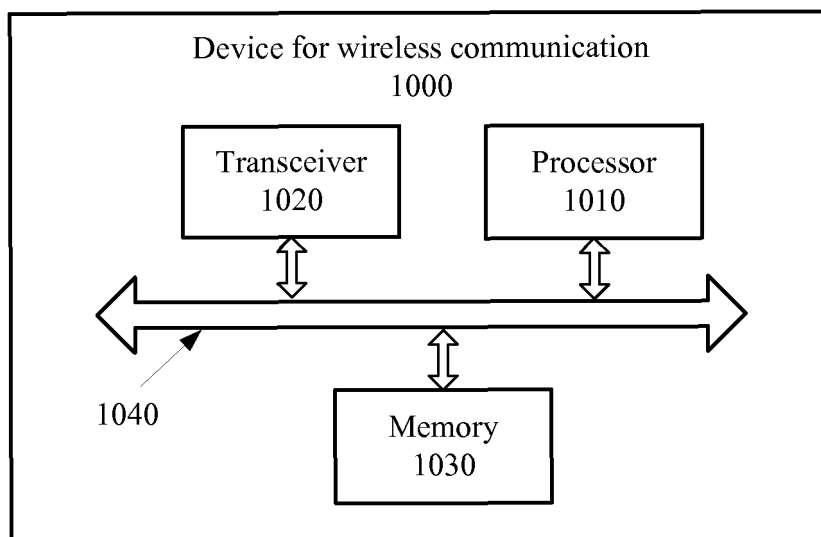 Device for wireless communication
1000
Transceiver
1020
Processor
1010
1040
Memory
1030